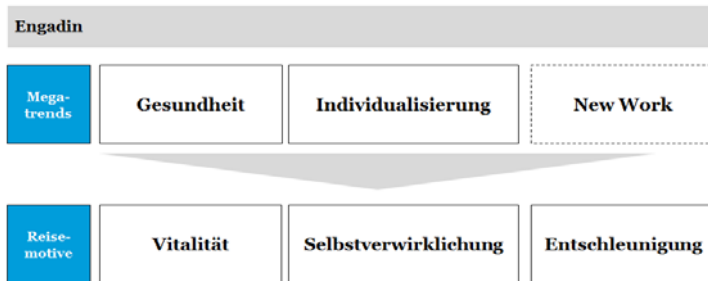 Engadin
Mega-
trends
Gesundheit
Individualisierung
New Work
Reise-
motive
Vitalität
Selbstverwirklichung
Entschleunigung